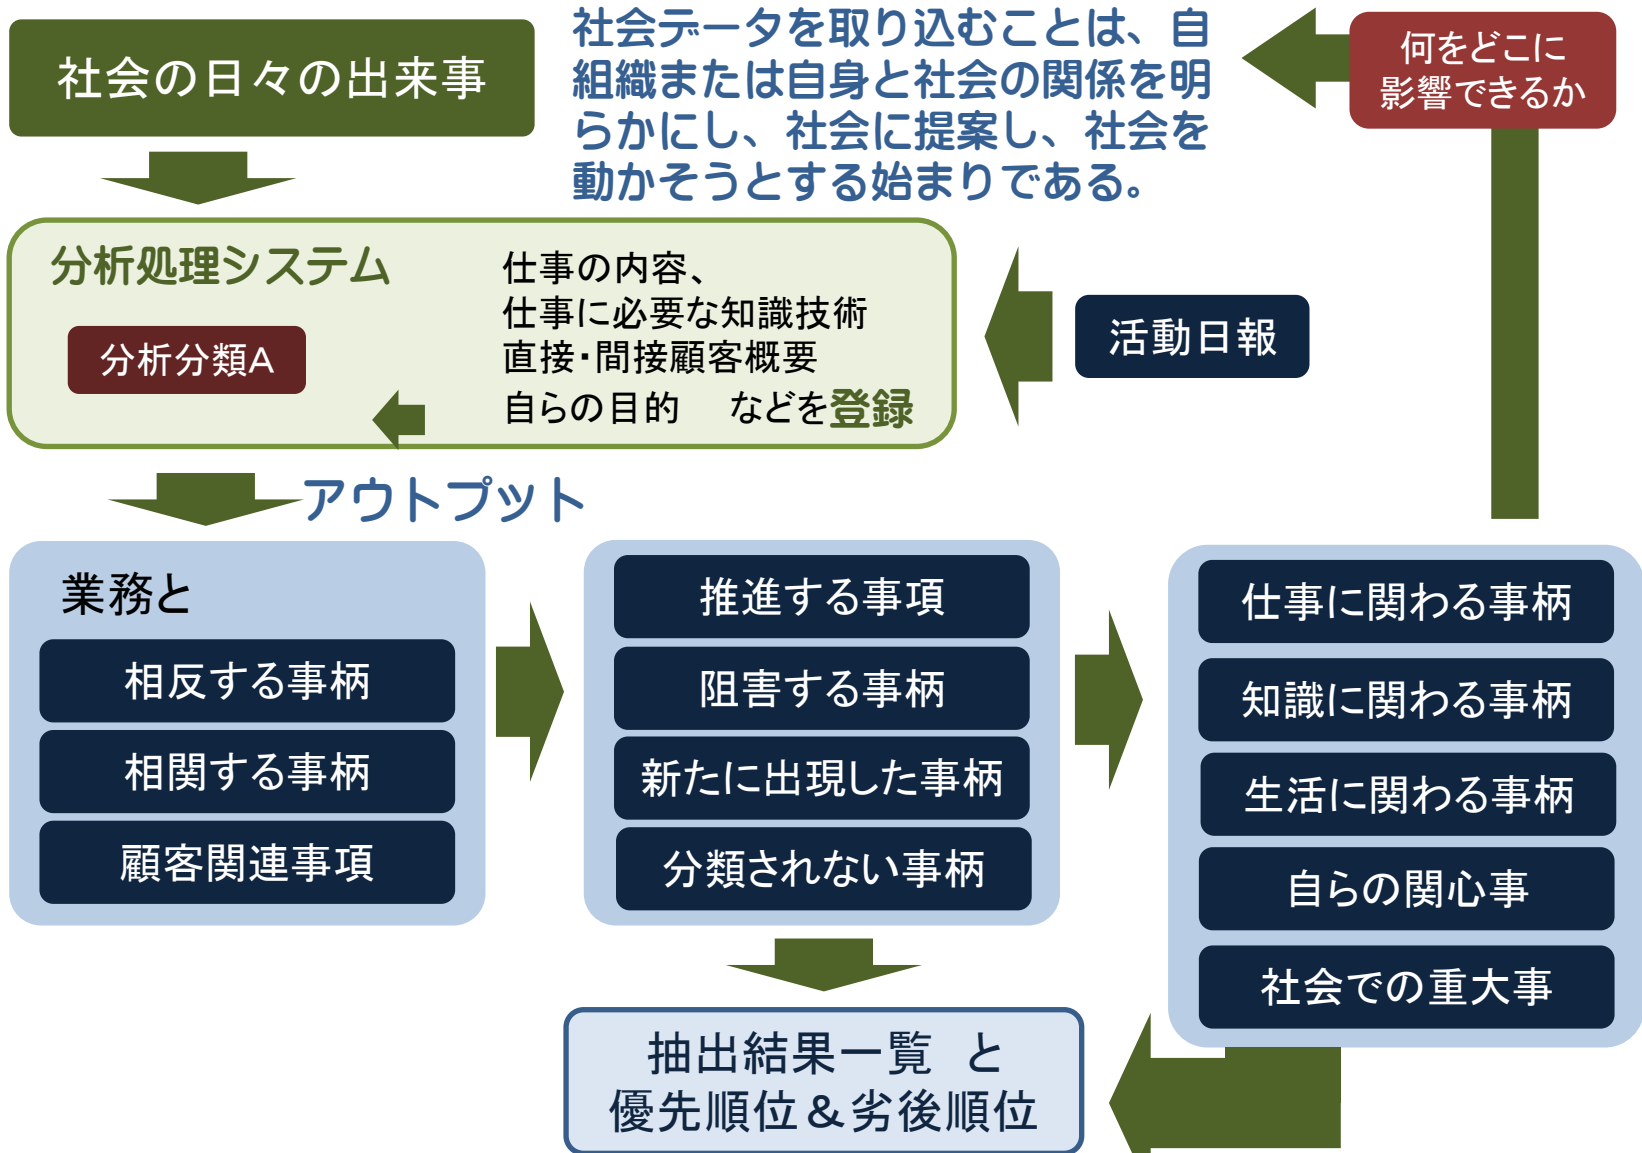 社会の日々の出来事
社会データを取り込むことは、自
組織または自身と社会の関係を明
らかにし、社会に提案し、社会を
動かそうとする始まりである。
何をどこに
影響できるか
分析処理システム
分析分類A
仕事の内容、
仕事に必要な知識技術
直接・間接顧客概要
自らの目的　などを登録
活動日報
アウトプット
業務と
相反する事柄
相関する事柄
顧客関連事項
推進する事項
阻害する事柄
新たに出現した事柄
分類されない事柄
仕事に関わる事柄
知識に関わる事柄
生活に関わる事柄
自らの関心事
社会での重大事
抽出結果一覧　と
優先順位＆劣後順位